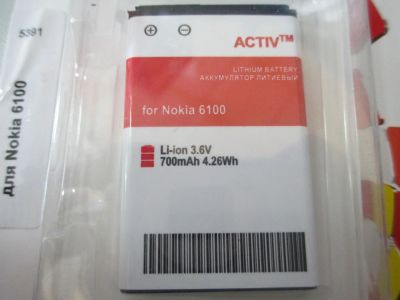 5391
для Nokia 6100
ACTIV™
LITHIUM BATTERY
АККУМУЛЯТОР ЛИТИЕВЫЙ
for Nokia 6100
Li-ion 3.6V
700mAh 4.26Wh